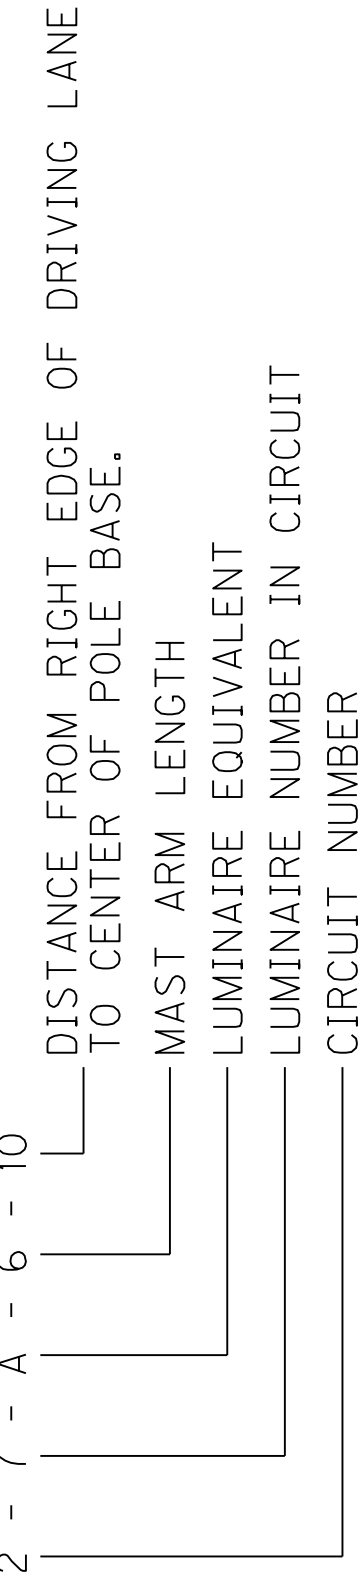 2 - 7 - A - 6 - 10
DISTANCE FROM RIGHT EDGE OF DRIVING LANE
TO CENTER OF POLE BASE.
MAST ARM LENGTH
LUMINAIRE EQUIVALENT
LUMINAIRE NUMBER IN CIRCUIT
CIRCUIT NUMBER